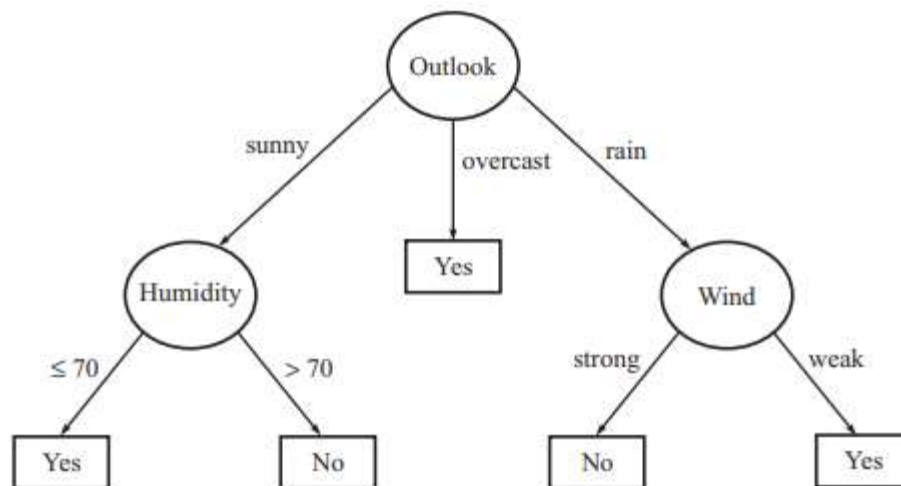 Outlook
sunny
overcast
rain
Yes
Humidity
Wind
≤ 70
> 70
strong
weak
Yes
No
No
Yes